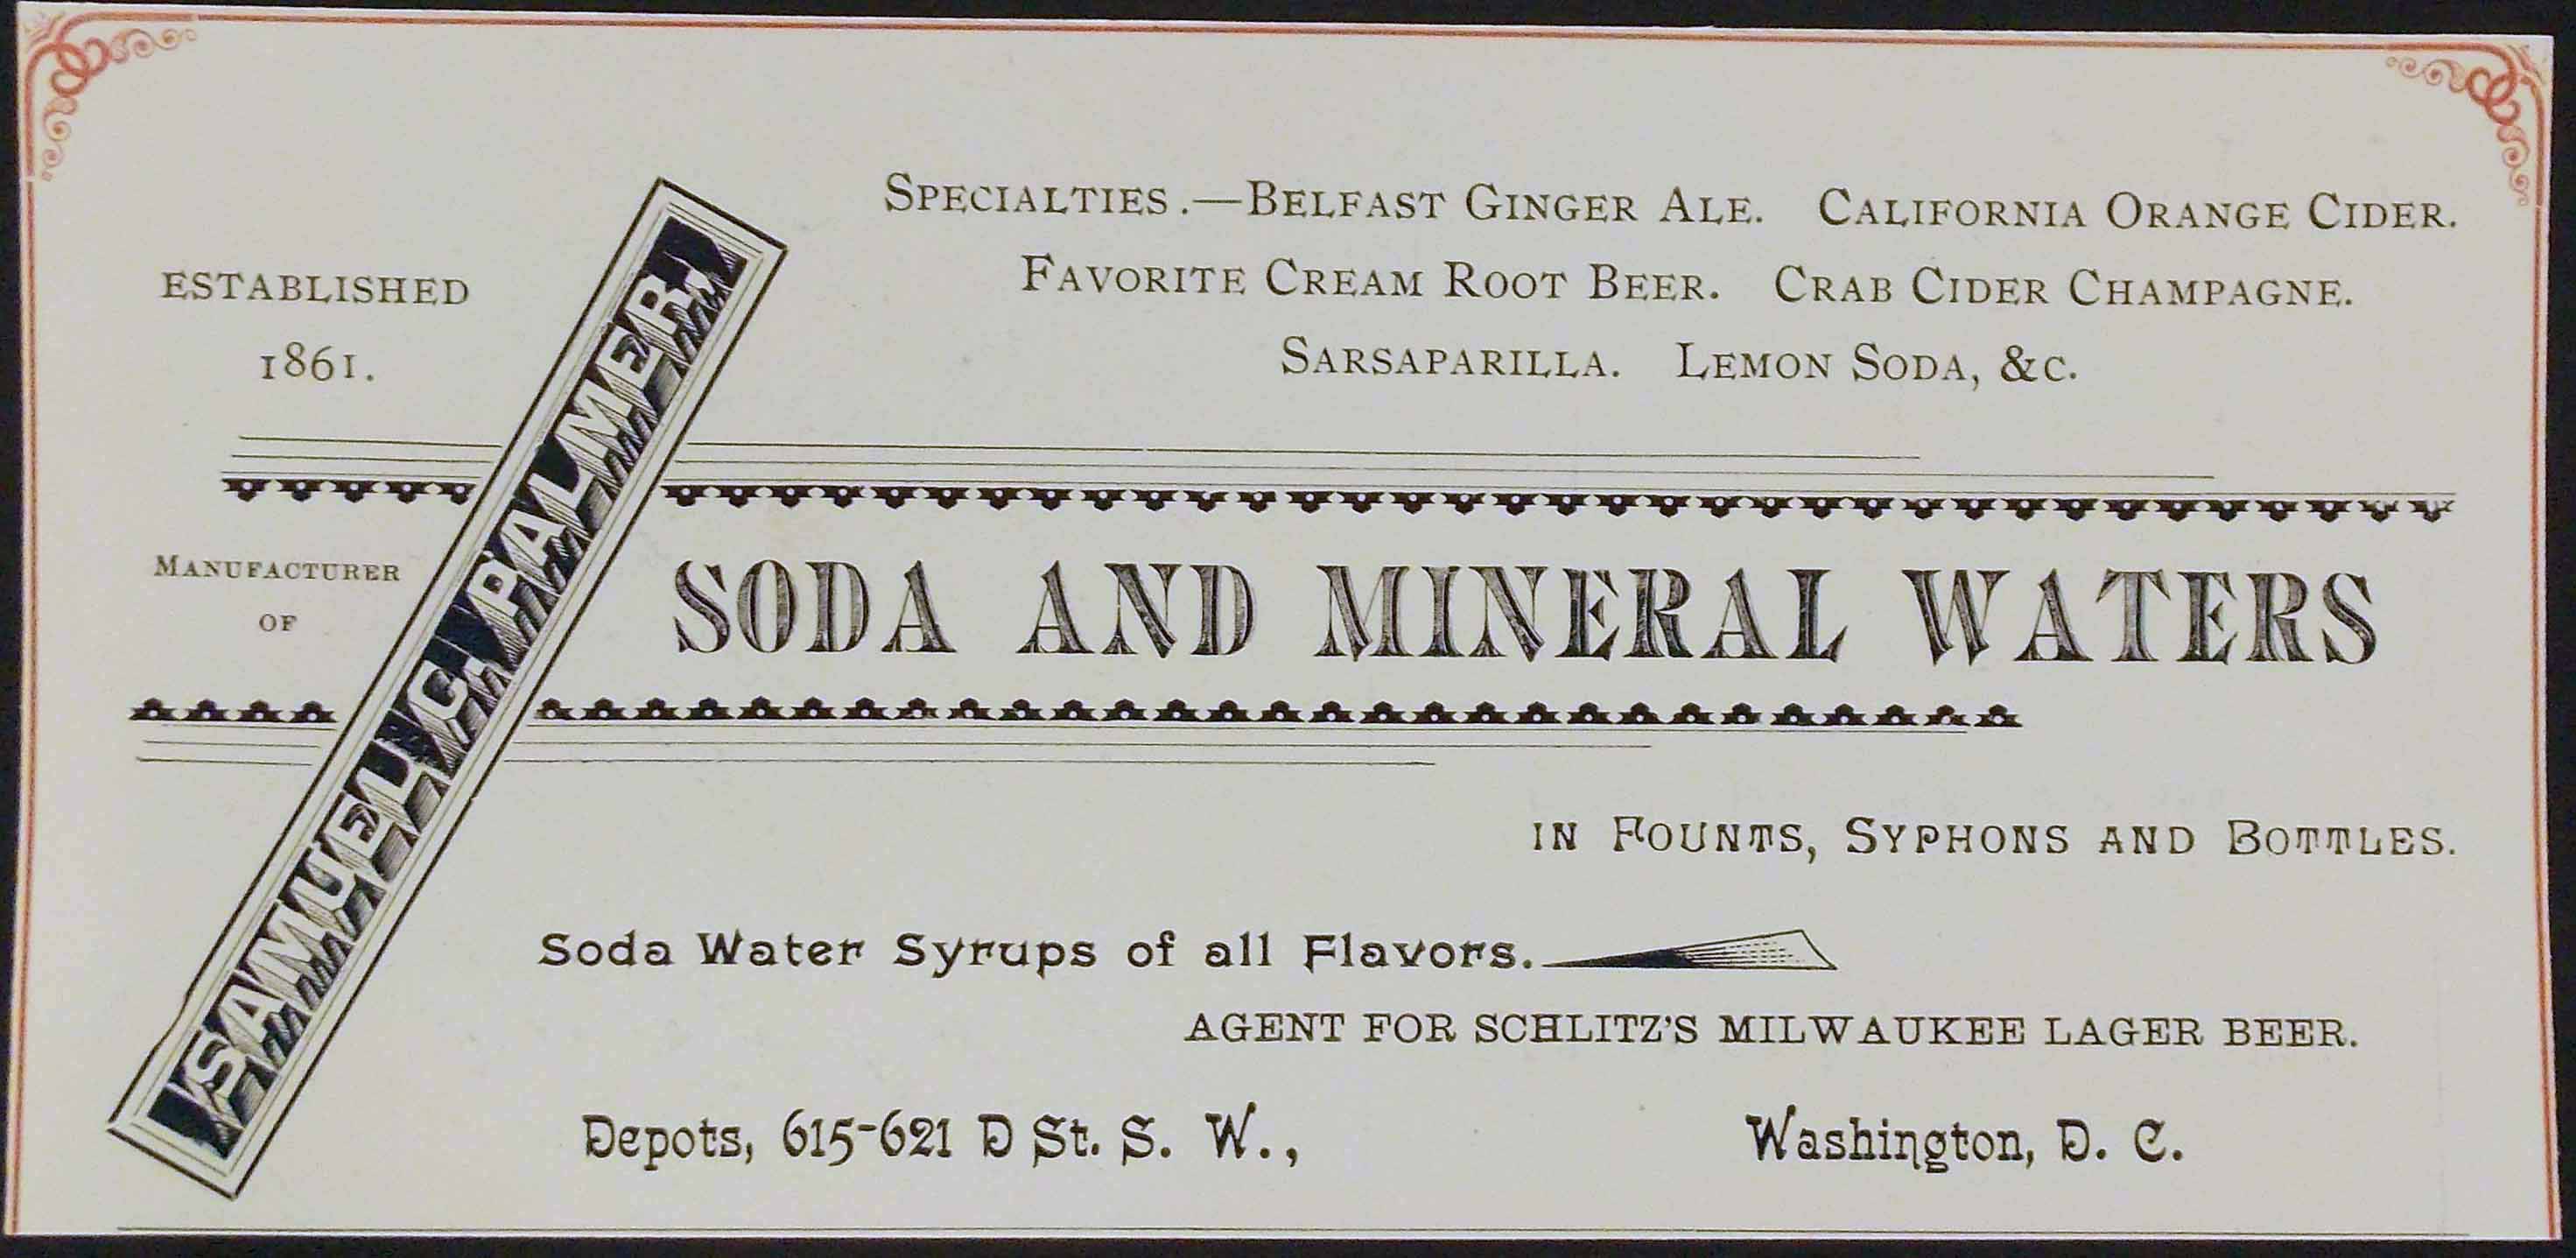 ESTABLISHED
1861.
SPECIALTIES.—BELFAST GINGER ALE. CALIFORNIA ORANGE CIDER.
FAVORITE CREAM ROOT BEER. CRAB CIDER CHAMPAGNE.
SARSAPARILLA. LEMON SODA, &C.
SAMUEL C. PALMER,
MANUFACTURER
OF
SODA AND MINERAL WATERS
IN FOUNTS, SYPHONS AND BOTTLES.
Soda Water Syrups of all Flavors.
AGENT FOR SCHLITZ'S MILWAUKEE LAGER BEER.
Depots, 615-621 D St. S. W., Washington, D. C.